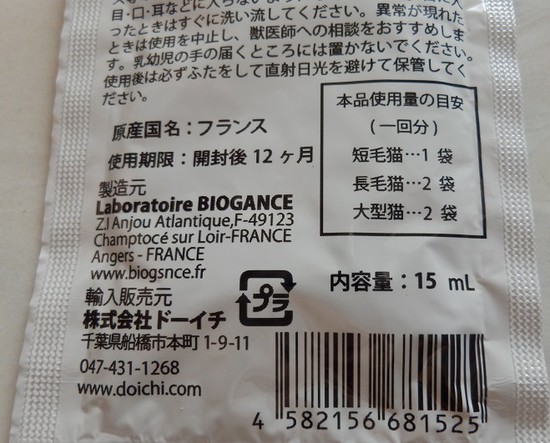 目・口・耳などに入らないよう
ったときはすぐに洗い流してください。異常が現れた
ときは使用を中止し、獣医師への相談をおすすめしま
す。乳幼児の手の届くところには置かないでください。
使用後は必ずふたをして直射日光を避けて保管してく
ださい。
原産国名：フランス
使用期限：開封後 12 ヶ月
製造元
Laboratoire BIOGANCE
Z.I Anjou Atlantique,F-49123
Champtocé sur Loir-FRANCE
Angers - FRANCE
www.biogsnce.fr
本品使用量の目安
(一回分)
短毛猫…1 袋
長毛猫…2 袋
大型猫…2 袋
内容量：15 mL
プラ
輸入販売元
株式会社ドーイチ
千葉県船橋市本町 1-9-11
047-431-1268
www.doichi.com
4 582156 681525